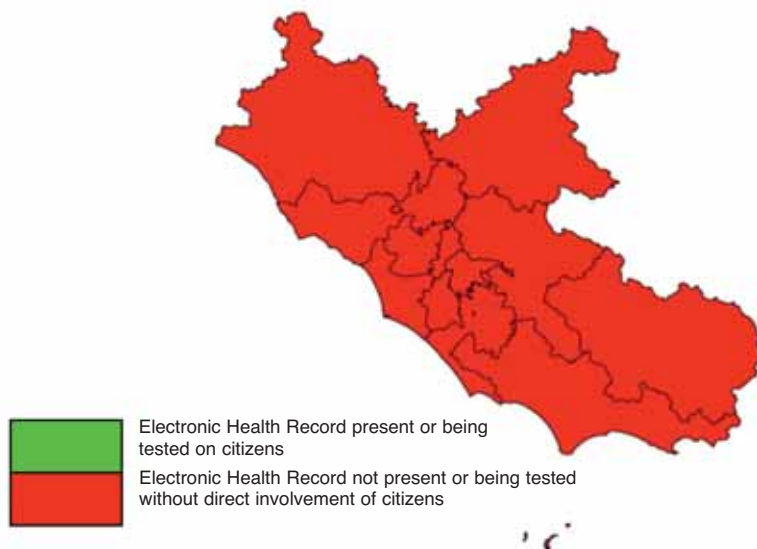 Electronic Health Record present or being
tested on citizens
Electronic Health Record not present or being tested
without direct involvement of citizens